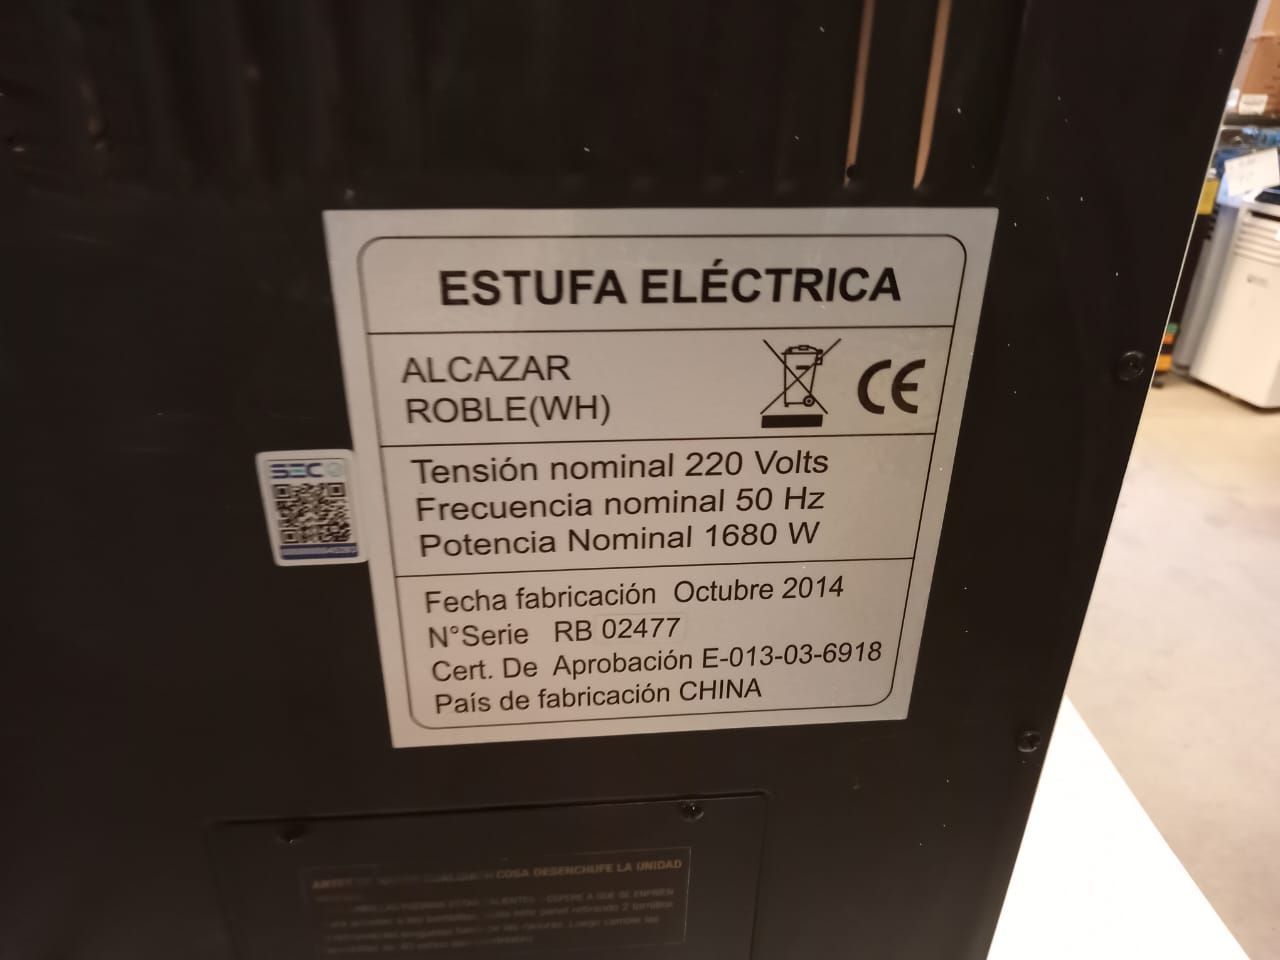 ESTUFA ELÉCTRICA
ALCAZAR
ROBLE(WH)
CE
SEC
Tensión nominal 220 Volts
Frecuencia nominal 50 Hz
Potencia Nominal 1680 W
Fecha fabricación Octubre 2014
N°Serie RB 02477
Cert. De Aprobación E-013-03-6918
País de fabricación CHINA
COSA DESENCHUFE LA UNIDAD